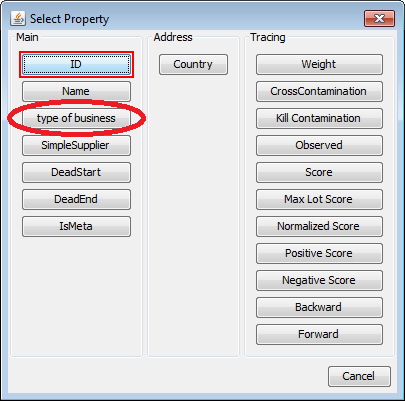 Select Property
Main
ID
Name
type of business
SimpleSupplier
DeadStart
DeadEnd
IsMeta
Address
Country
Tracing
Weight
CrossContamination
Kill Contamination
Observed
Score
Max Lot Score
Normalized Score
Positive Score
Negative Score
Backward
Forward
Cancel